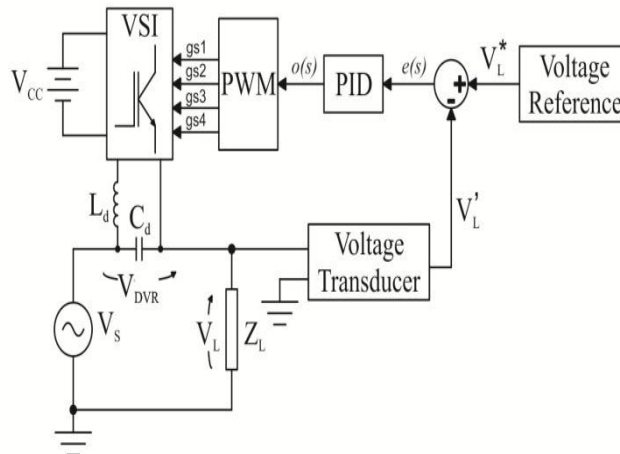 VSI
V_CC
gs1
gs2
gs3
gs4
PWM
o(s)
PID
e(s)
+
-
V_L*
Voltage
Reference
L_d
C_d
V_DVR
V_S
V_L
Z_L
Voltage
Transducer
V_L'